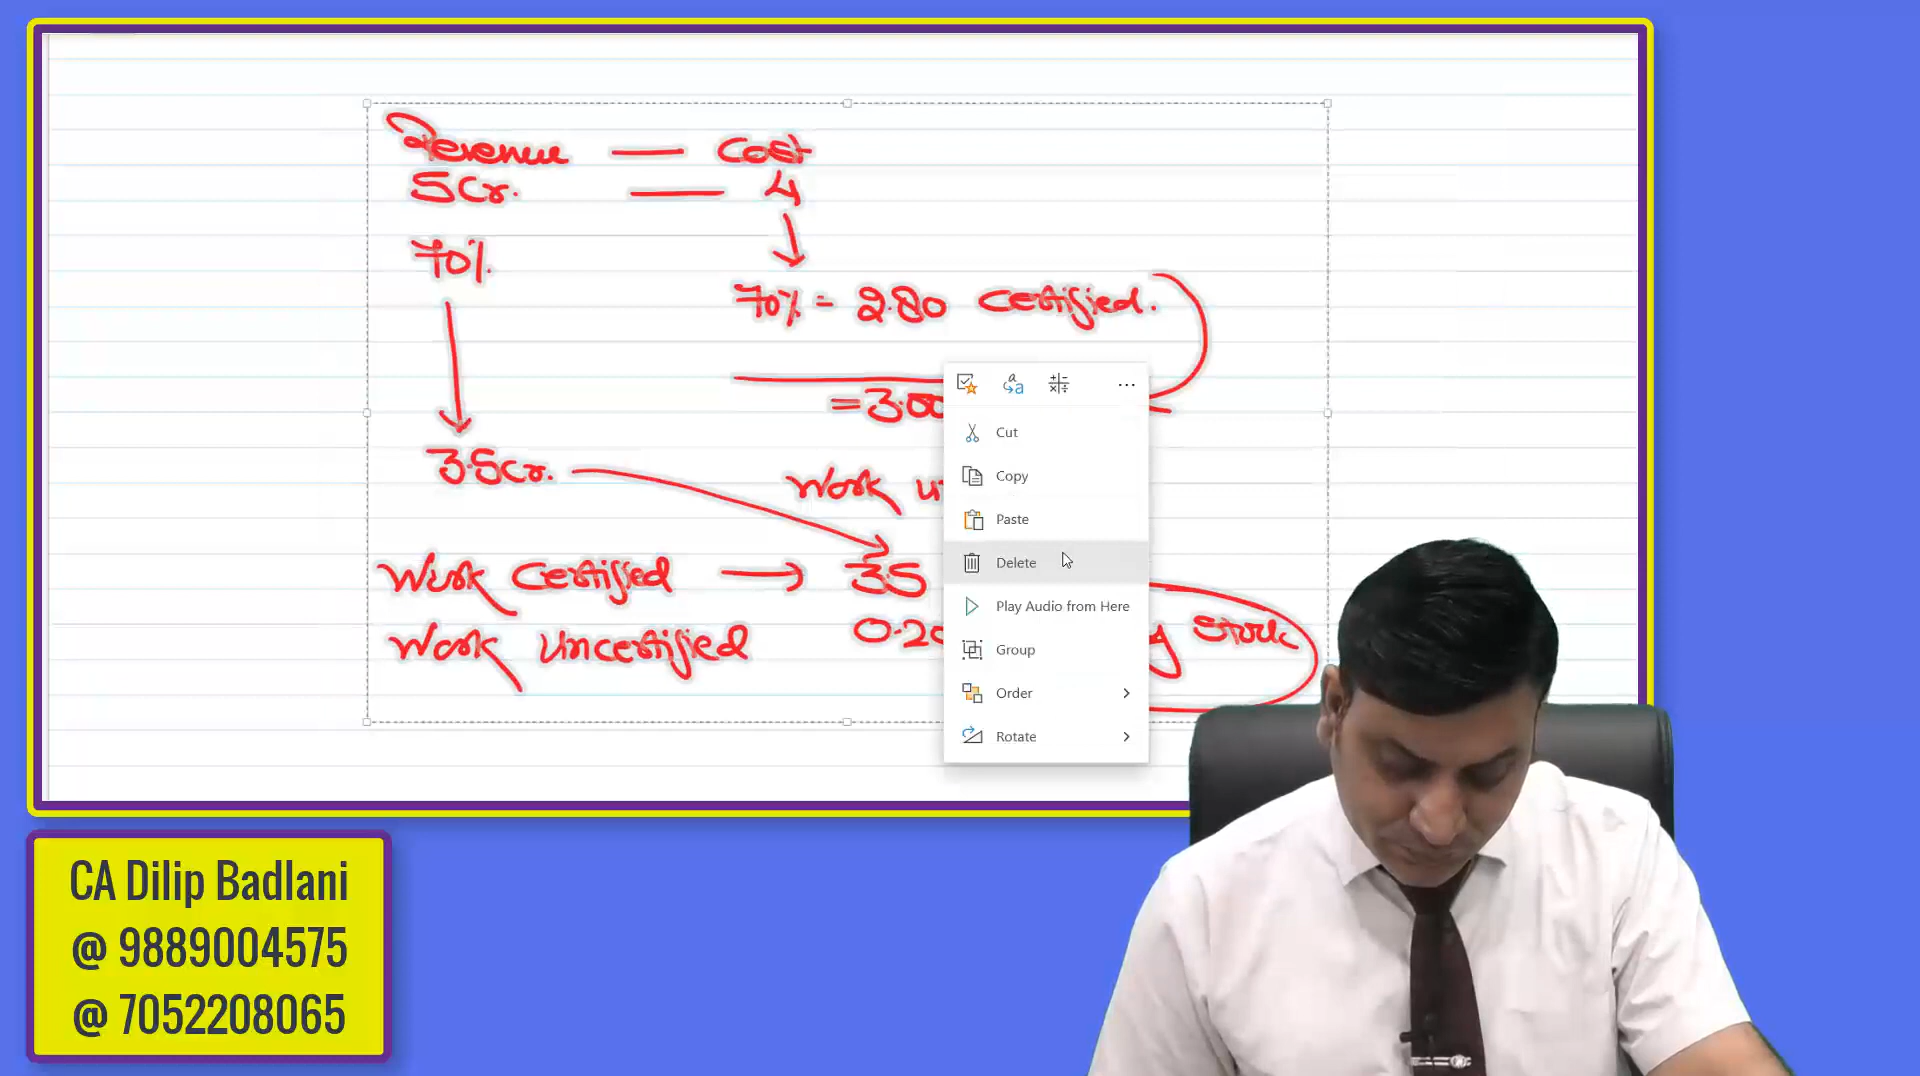 Revenue — Cost
5Cr. — 4
70%
70% = 2.80 Certified.
= 3.00
3.5Cr.
Work
Work Certified → 3.5
Work Uncertified 0.20 Stock
Cut
Copy
Paste
Delete
Play Audio from Here
Group
Order
Rotate
CA Dilip Badlani
@ 9889004575
@ 7052208065